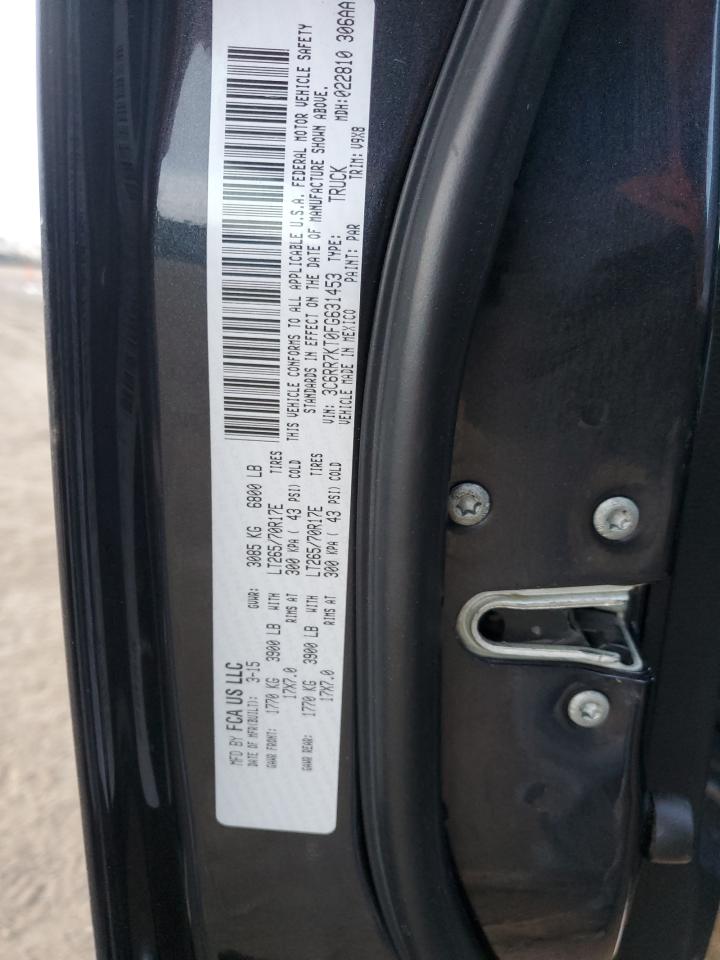 MFD BY FCA US LLC
DATE OF MFR(BUILT): 3-15 GVWR: 3085 KG 6800 LB
GAWR FRONT: 1770 KG 3900 LB WITH LT265/70R17E TIRES
17X7.0 RIMS AT 300 KPA ( 43 PSI) COLD
GAWR REAR: 1770 KG 3900 LB WITH LT265/70R17E TIRES
17X7.0 RIMS AT 300 KPA ( 43 PSI) COLD
THIS VEHICLE CONFORMS TO ALL APPLICABLE U.S.A. FEDERAL MOTOR VEHICLE SAFETY
STANDARDS IN EFFECT ON THE DATE OF MANUFACTURE SHOWN ABOVE.
VIN: 3C6RR7KT0FG631453 TYPE: TRUCK MDH: 022810 306AA
VEHICLE MADE IN MEXICO PAINT: PAR TRIM: V9X8